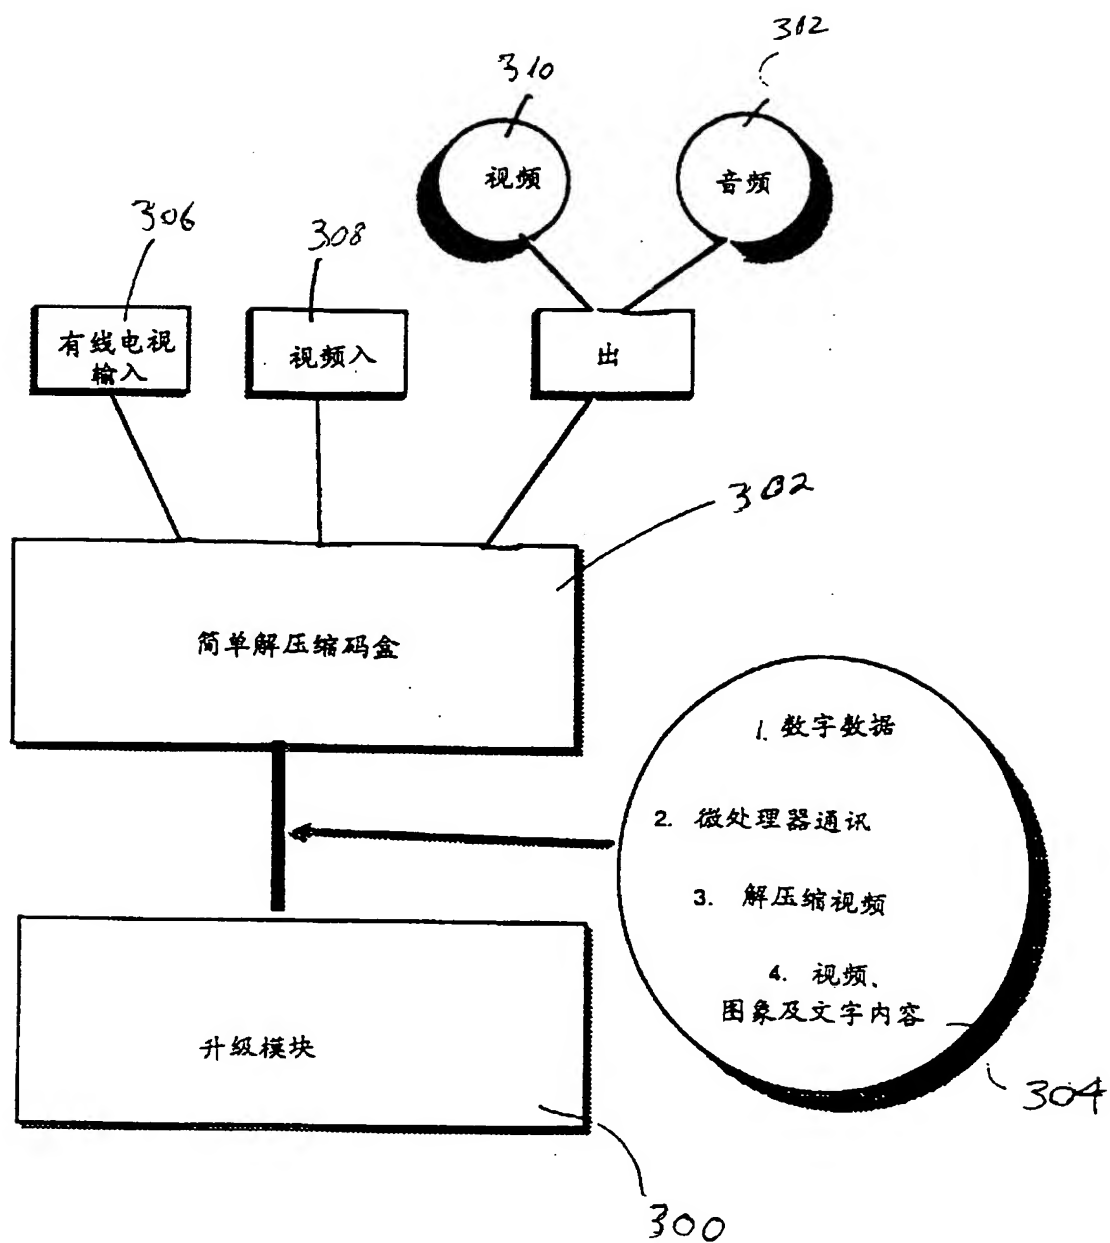 302
310
视频
音频
306
308
有线电视
输入
视频入
出
302
简单解压缩码盒
1. 数字数据
2. 微处理器通讯
3. 解压缩视频
4. 视频、
图象及文字内容
升级模块
304
300